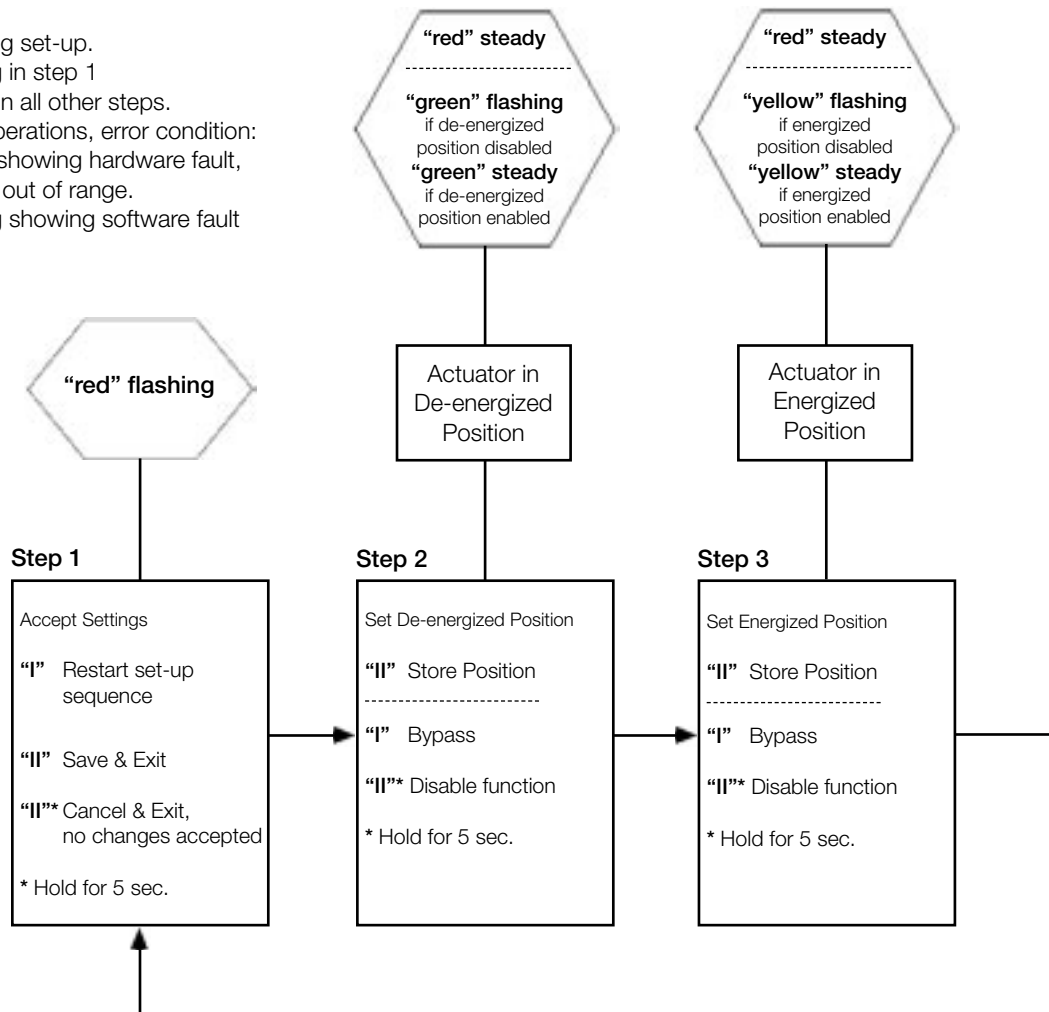 g set-up.
in step 1
n all other steps.
perations, error condition:
showing hardware fault,
out of range.
showing software fault
“red” steady
“green” flashing
if de-energized
position disabled
“green” steady
if de-energized
position enabled
“red” steady
“yellow” flashing
if energized
position disabled
“yellow” steady
if energized
position enabled
“red” flashing
Actuator in
De-energized
Position
Actuator in
Energized
Position
Step 1
Accept Settings
“I” Restart set-up
sequence
“II” Save & Exit
“II”* Cancel & Exit,
no changes accepted
* Hold for 5 sec.
Step 2
Set De-energized Position
“II” Store Position
“I” Bypass
“II”* Disable function
* Hold for 5 sec.
Step 3
Set Energized Position
“II” Store Position
“I” Bypass
“II”* Disable function
* Hold for 5 sec.